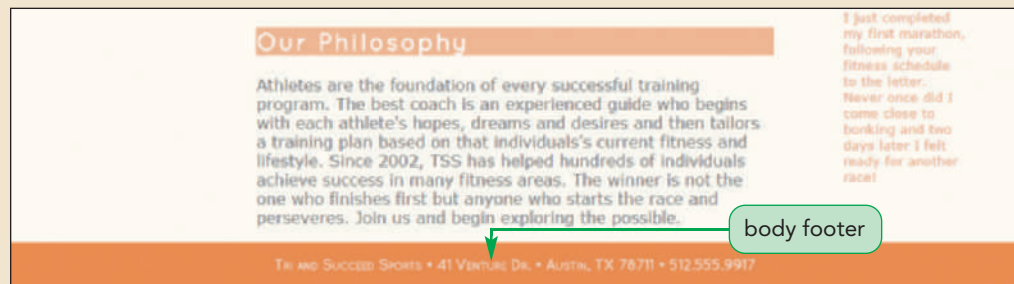 Our Philosophy
Athletes are the foundation of every successful training
program. The best coach is an experienced guide who begins
with each athlete's hopes, dreams and desires and then tailors
a training plan based on that individuals's current fitness and
lifestyle. Since 2002, TSS has helped hundreds of individuals
achieve success in many fitness areas. The winner is not the
one who finishes first but anyone who starts the race and
perseveres. Join us and begin exploring the possible.
I just completed
my first marathon,
following your
fitness schedule
to the letter.
Never once did I
come close to
bonking and two
days later I felt
ready for another
race!
body footer
Tri and Succeed Sports • 41 Venture Dr. • Austin, TX 78711 • 512.555.9917